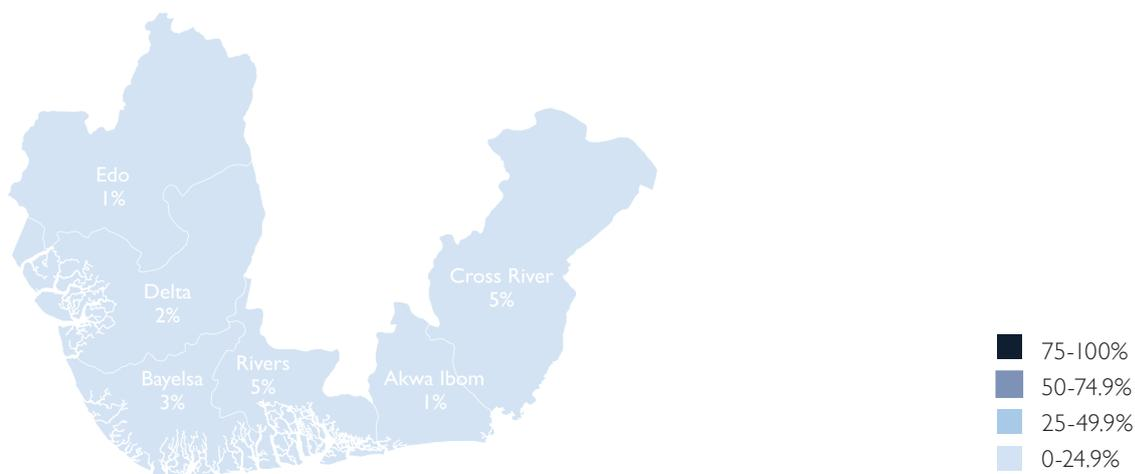 Edo
1%
Cross River
5%
Delta
2%
Rivers
5%
Bayelsa
3%
Akwa Ibom
1%
75-100%
50-74.9%
25-49.9%
0-24.9%